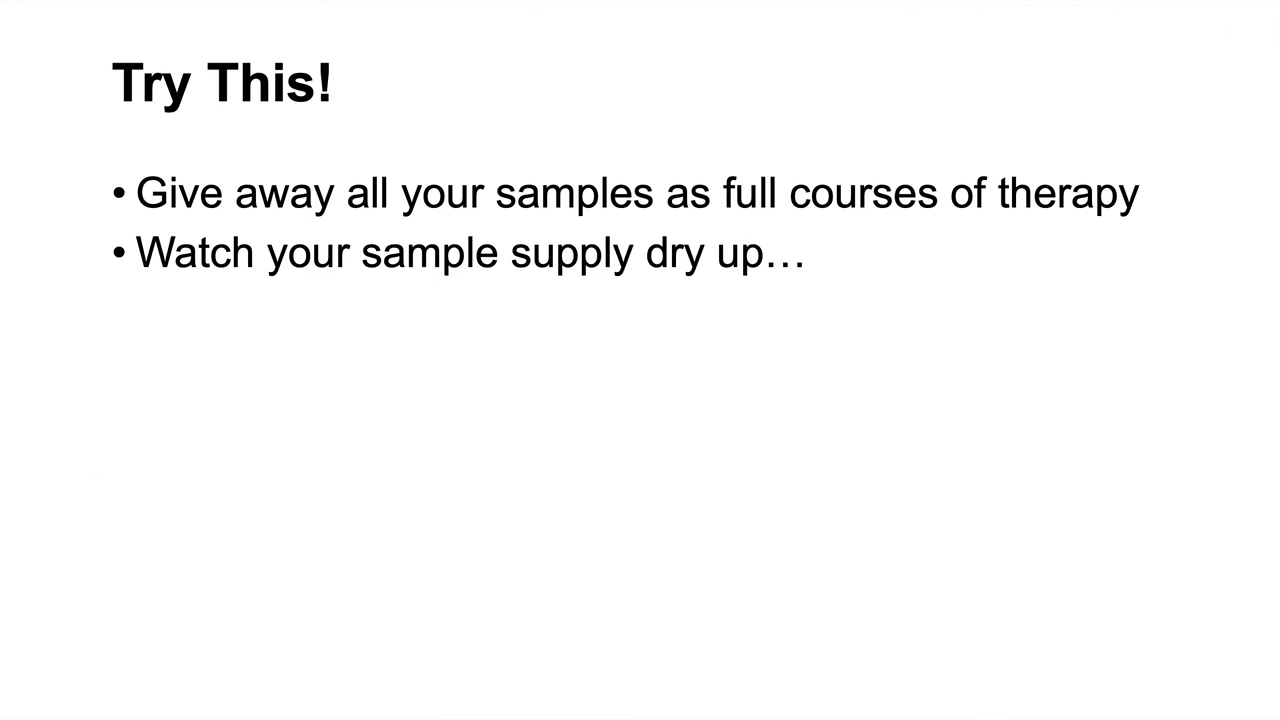 Try This!
• Give away all your samples as full courses of therapy
• Watch your sample supply dry up…